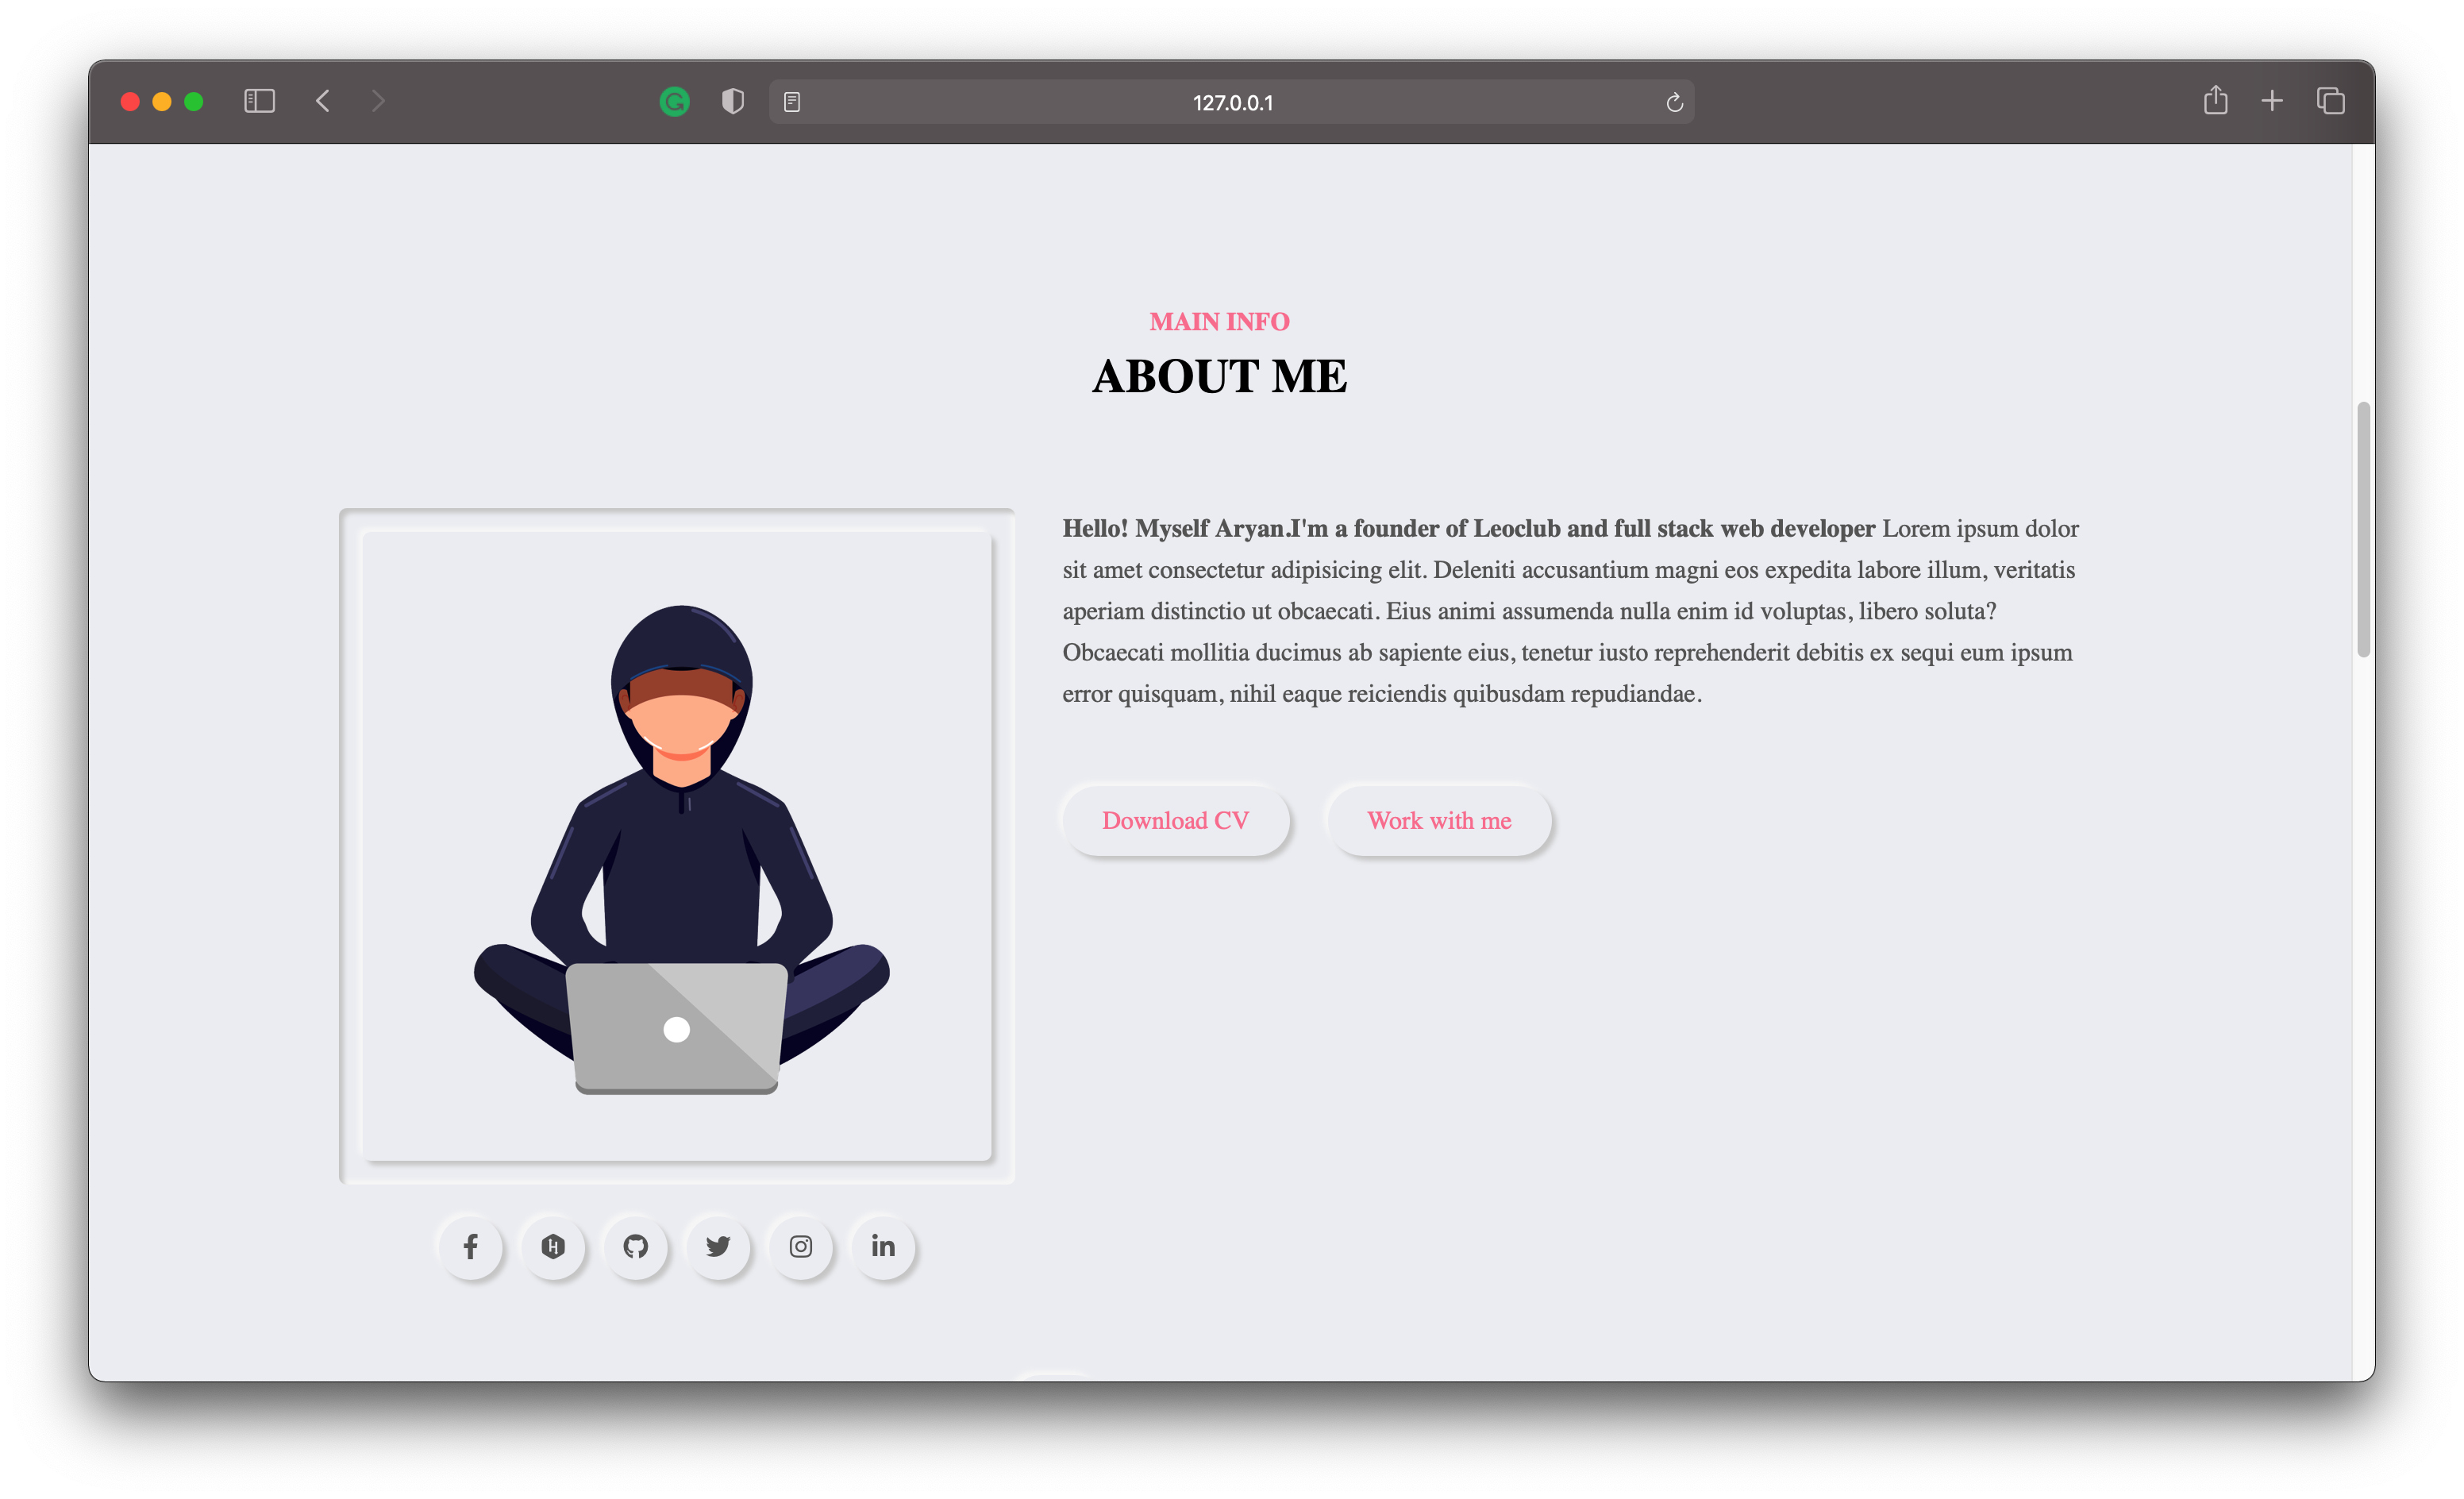 127.0.0.1
MAIN INFO
ABOUT ME
Hello! Myself Aryan.I'm a founder of Leoclub and full stack web developer Lorem ipsum dolor
sit amet consectetur adipisicing elit. Deleniti accusantium magni eos expedita labore illum, veritatis
aperiam distinctio ut obcaecati. Eius animi assumenda nulla enim id voluptas, libero soluta?
Obcaecati mollitia ducimus ab sapiente eius, tenetur iusto reprehenderit debitis ex sequi eum ipsum
error quisquam, nihil eaque reiciendis quibusdam repudiandae.
Download CV
Work with me